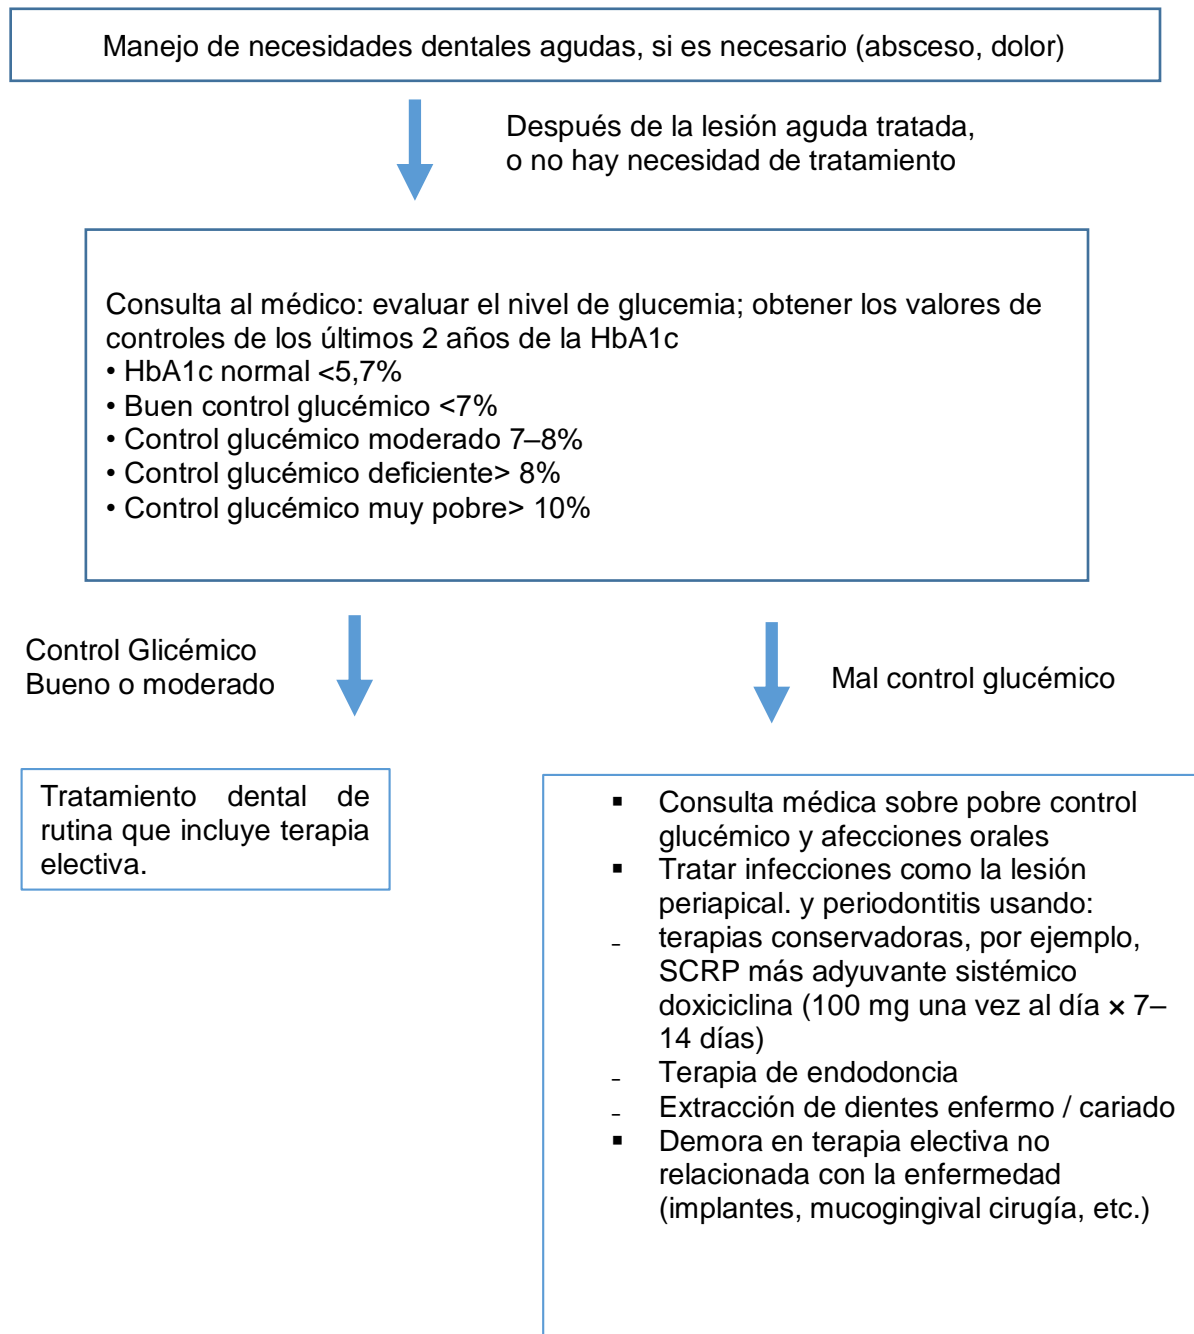 Manejo de necesidades dentales agudas, si es necesario (absceso, dolor)
Después de la lesión aguda tratada,
o no hay necesidad de tratamiento
Consulta al médico: evaluar el nivel de glucemia; obtener los valores de
controles de los últimos 2 años de la HbA1c
• HbA1c normal <5,7%
• Buen control glucémico <7%
• Control glucémico moderado 7–8%
• Control glucémico deficiente> 8%
• Control glucémico muy pobre> 10%
Control Glicémico
Bueno o moderado
Mal control glucémico
Tratamiento dental de
rutina que incluye terapia
electiva.
▪ Consulta médica sobre pobre control
glucémico y afecciones orales
▪ Tratar infecciones como la lesión
periapical. y periodontitis usando:
- terapias conservadoras, por ejemplo,
SCRP más adyuvante sistémico
doxiciclina (100 mg una vez al día × 7–
14 días)
- Terapia de endodoncia
- Extracción de dientes enfermo / cariado
▪ Demora en terapia electiva no
relacionada con la enfermedad
(implantes, mucogingival cirugía, etc.)